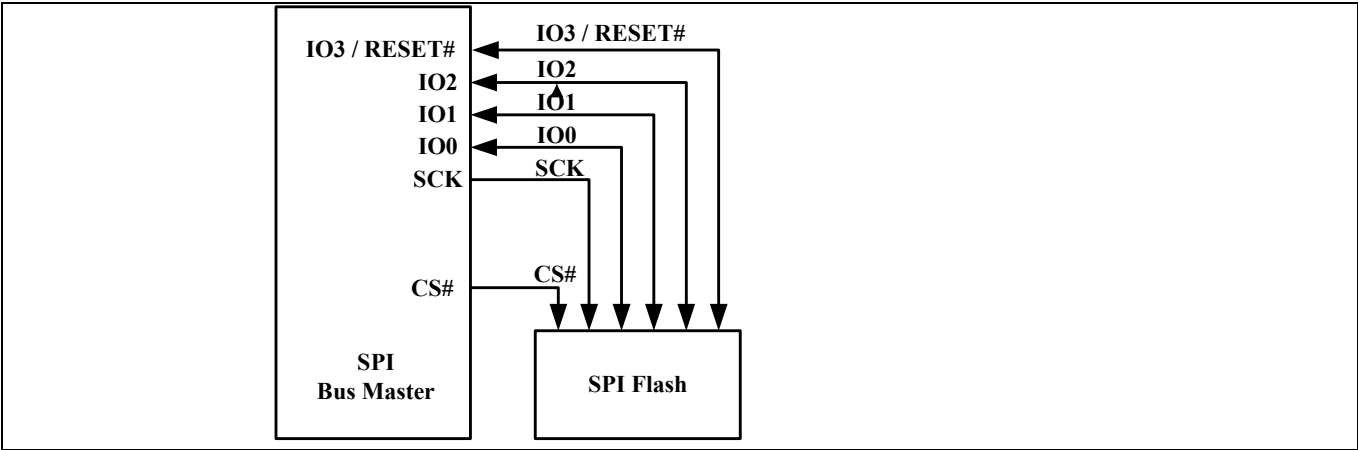 IO3 / RESET# IO3 / RESET#
IO2 IO2
IO1 IO1
IO0 IO0
SCK SCK
CS# CS#
SPI
Bus Master
SPI Flash